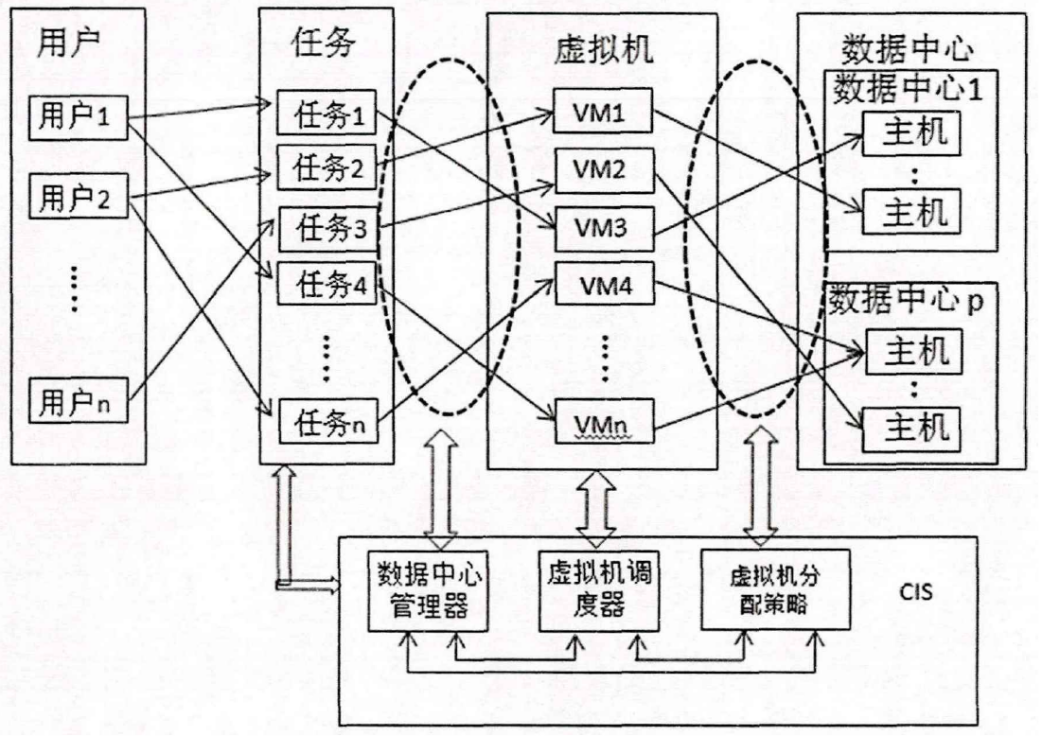 用户
用户1
用户2
用户n
任务
任务1
任务2
任务3
任务4
任务n
虚拟机
VM1
VM2
VM3
VM4
VMn
数据中心
数据中心1
主机
主机
数据中心p
主机
主机
数据中心
管理器
虚拟机调
度器
虚拟机分
配策略
CIS